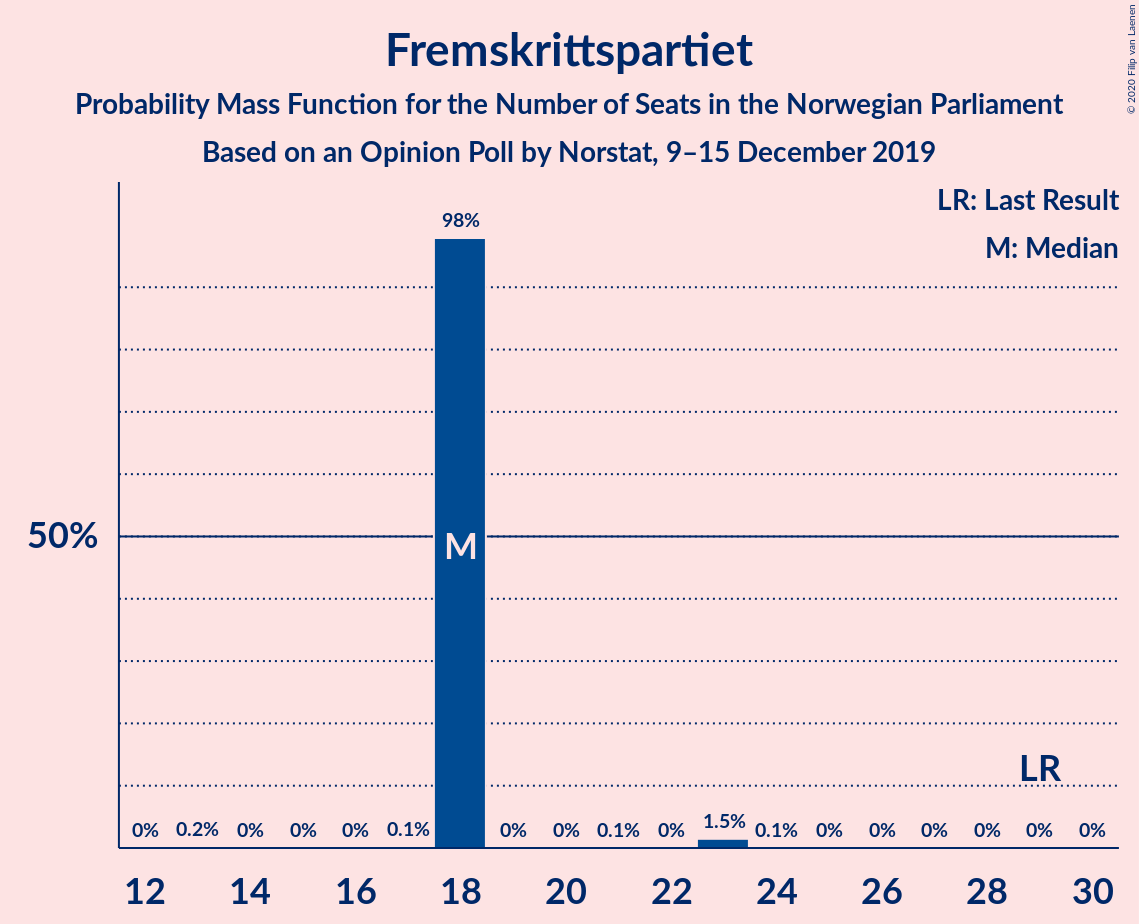 Fremskrittspartiet
Probability Mass Function for the Number of Seats in the Norwegian Parliament
Based on an Opinion Poll by Norstat, 9–15 December 2019
© 2020 Filip van Laenen
LR: Last Result
M: Median
98%
50%
M
LR
0% 0.2% 0% 0% 0% 0.1% 0% 0% 0.1% 0% 1.5% 0.1% 0% 0% 0% 0% 0% 0%
12 14 16 18 20 22 24 26 28 30